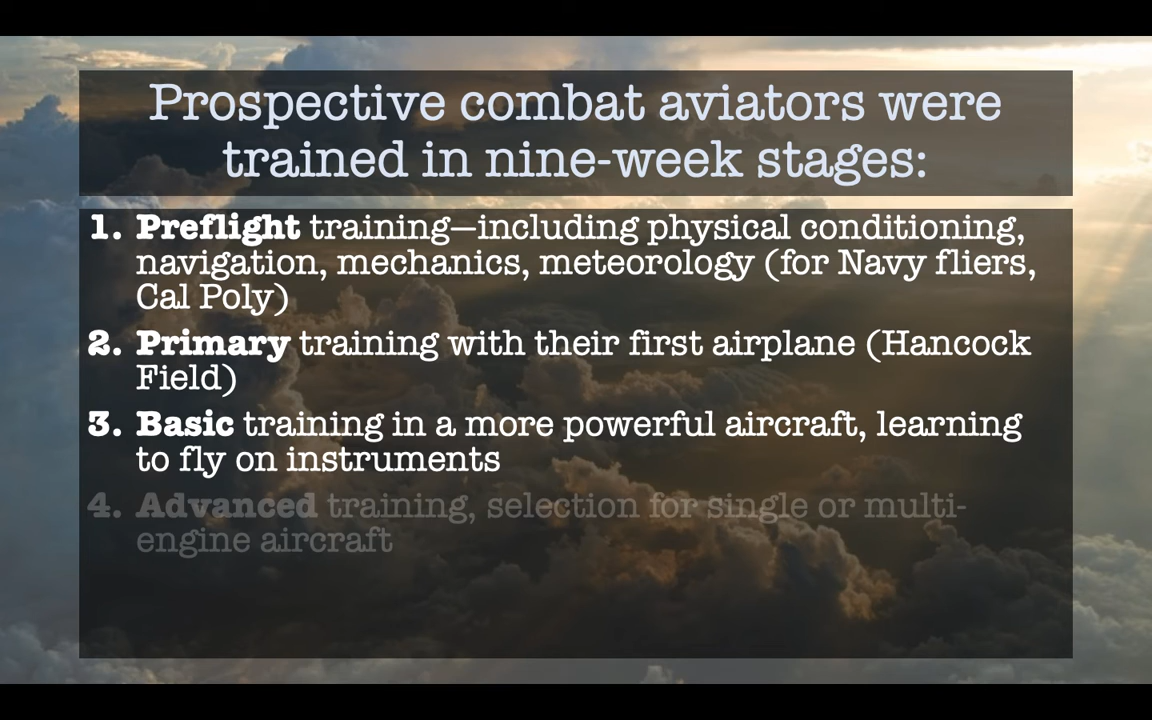 Prospective combat aviators were
trained in nine-week stages:
1. Preflight training—including physical conditioning,
navigation, mechanics, meteorology (for Navy fliers,
Cal Poly)
2. Primary training with their first airplane (Hancock
Field)
3. Basic training in a more powerful aircraft, learning
to fly on instruments
4. Advanced training, selection for single or multi-
engine aircraft